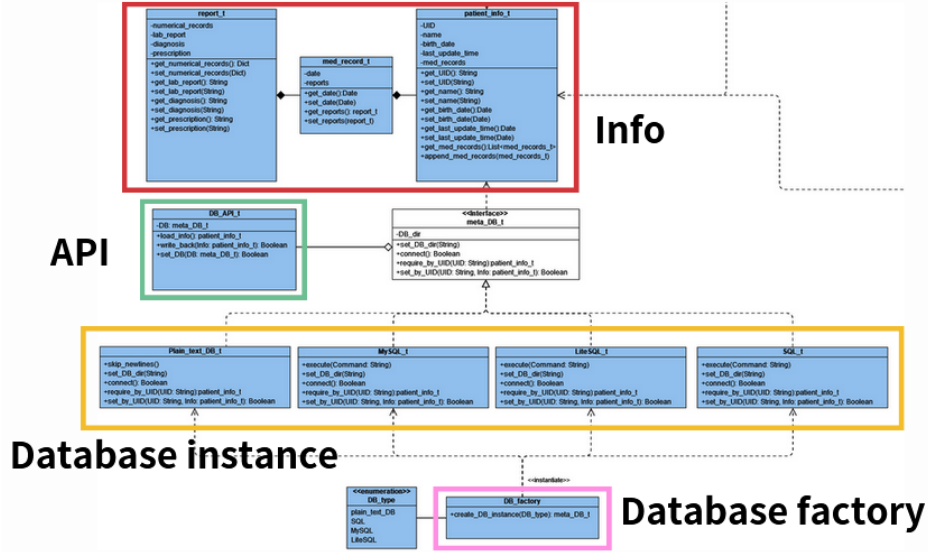 report_t
-numerical_records
-lab_report
-diagnosis
-prescription
+get_numerical_records(): Dict
+set_numerical_records(Dict)
+get_lab_report(): String
+set_lab_report(String)
+get_diagnosis(): String
+set_diagnosis(String)
+get_prescription(): String
+set_prescription(String)
med_record_t
-date
-reports
+get_date():Date
+set_date(Date)
+get_reports(): report_t
+set_reports(report_t)
patient_info_t
-UID
-name
-birth_date
-last_update_time
-med_records
+get_UID(): String
+set_UID(String)
+get_name(): String
+set_name(String)
+get_birth_date():Date
+set_birth_date(Date)
+get_last_update_time():Date
+set_last_update_time(Date)
+get_med_records():List<med_records_t>
+append_med_records(med_records_t)
Info
API
DB_API_t
-DB: meta_DB_t
+load_info(): patient_info_t
+write_back(Info: patient_info_t): Boolean
+set_DB(DB: meta_DB_t): Boolean
<<Interface>>
meta_DB_t
-DB_dir
+set_DB_dir(String)
+connect(): Boolean
+require_by_UID(UID: String):patient_info_t
+set_by_UID(UID: String, Info: patient_info_t): Boolean
Plain_text_DB_t
+skip_newlines()
+set_DB_dir(String)
+connect(): Boolean
+require_by_UID(UID: String):patient_info_t
+set_by_UID(UID: String, Info: patient_info_t): Boolean
MySQL_t
+execute(Command: String)
+set_DB_dir(String)
+connect(): Boolean
+require_by_UID(UID: String):patient_info_t
+set_by_UID(UID: String, Info: patient_info_t): Boolean
LiteSQL_t
+execute(Command: String)
+set_DB_dir(String)
+connect(): Boolean
+require_by_UID(UID: String):patient_info_t
+set_by_UID(UID: String, Info: patient_info_t): Boolean
SQL_t
+execute(Command: String)
+set_DB_dir(String)
+connect(): Boolean
+require_by_UID(UID: String):patient_info_t
+set_by_UID(UID: String, Info: patient_info_t): Boolean
Database instance
<<instantiate>>
<<enumeration>>
DB_type
plain_text_DB
SQL
MySQL
LiteSQL
DB_factory
+create_DB_instance(DB_type): meta_DB_t
Database factory